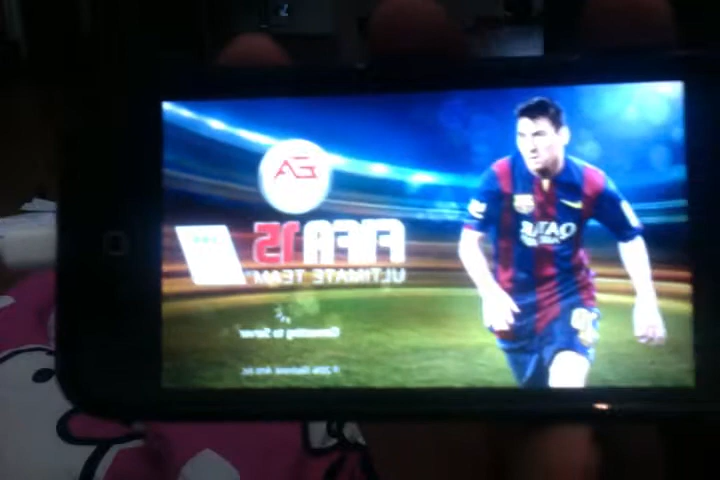 EA
FIFA 15
ULTIMATE TEAM
Connecting to Server
QATAR